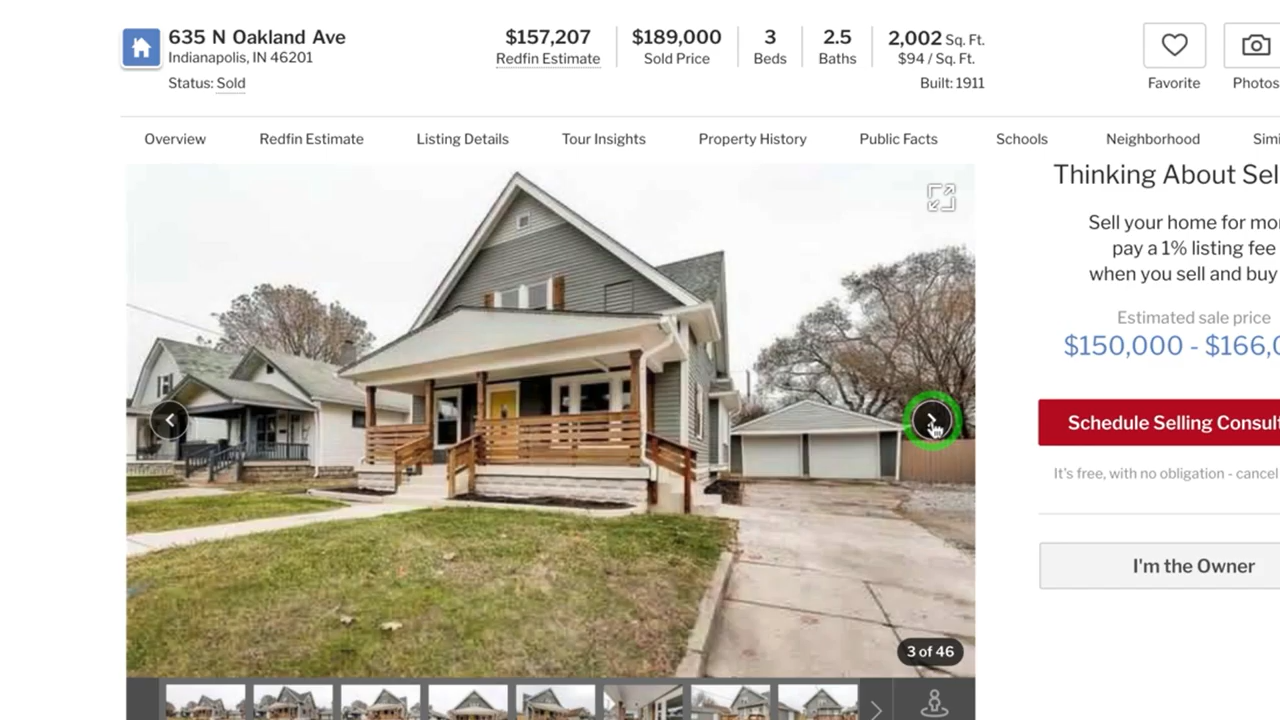 635 N Oakland Ave
Indianapolis, IN 46201
Status: Sold
$157,207
Redfin Estimate
$189,000
Sold Price
3
Beds
2.5
Baths
2,002 Sq. Ft.
$94 / Sq. Ft.
Built: 1911
Favorite
Photos
Overview
Redfin Estimate
Listing Details
Tour Insights
Property History
Public Facts
Schools
Neighborhood
Simi
Thinking About Sel
Sell your home for mo
pay a 1% listing fee
when you sell and buy
Estimated sale price
$150,000 - $166,0
Schedule Selling Consult
It's free, with no obligation - cancel
I'm the Owner
3 of 46